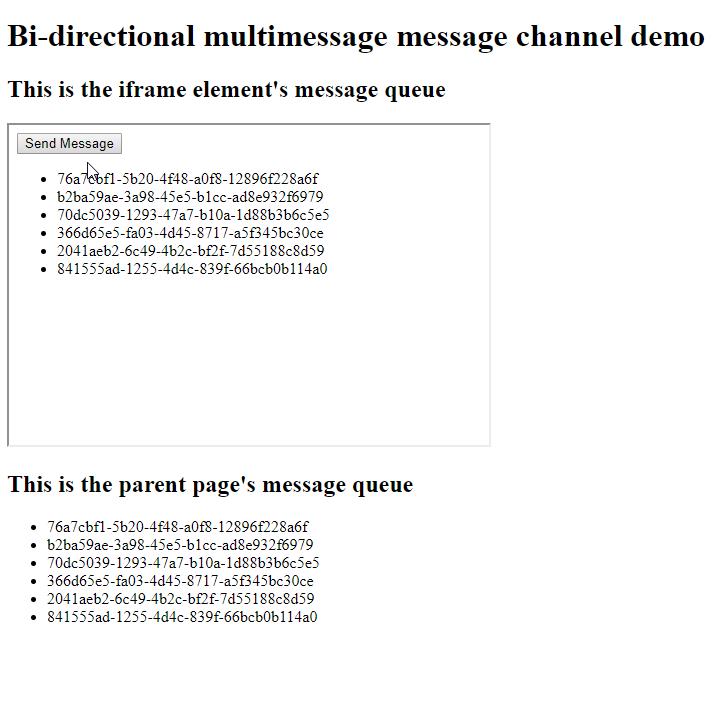 Bi-directional multimessage message channel demo
This is the iframe element's message queue
Send Message
76a7cbf1-5b20-4f48-a0f8-12896f228a6f
b2ba59ae-3a98-45e5-b1cc-ad8e932f6979
70dc5039-1293-47a7-b10a-1d88b3b6c5e5
366d65e5-fa03-4d45-8717-a5f345bc30ce
2041aeb2-6c49-4b2c-bf2f-7d55188c8d59
841555ad-1255-4d4c-839f-66bcb0b114a0
This is the parent page's message queue
76a7cbf1-5b20-4f48-a0f8-12896f228a6f
b2ba59ae-3a98-45e5-b1cc-ad8e932f6979
70dc5039-1293-47a7-b10a-1d88b3b6c5e5
366d65e5-fa03-4d45-8717-a5f345bc30ce
2041aeb2-6c49-4b2c-bf2f-7d55188c8d59
841555ad-1255-4d4c-839f-66bcb0b114a0